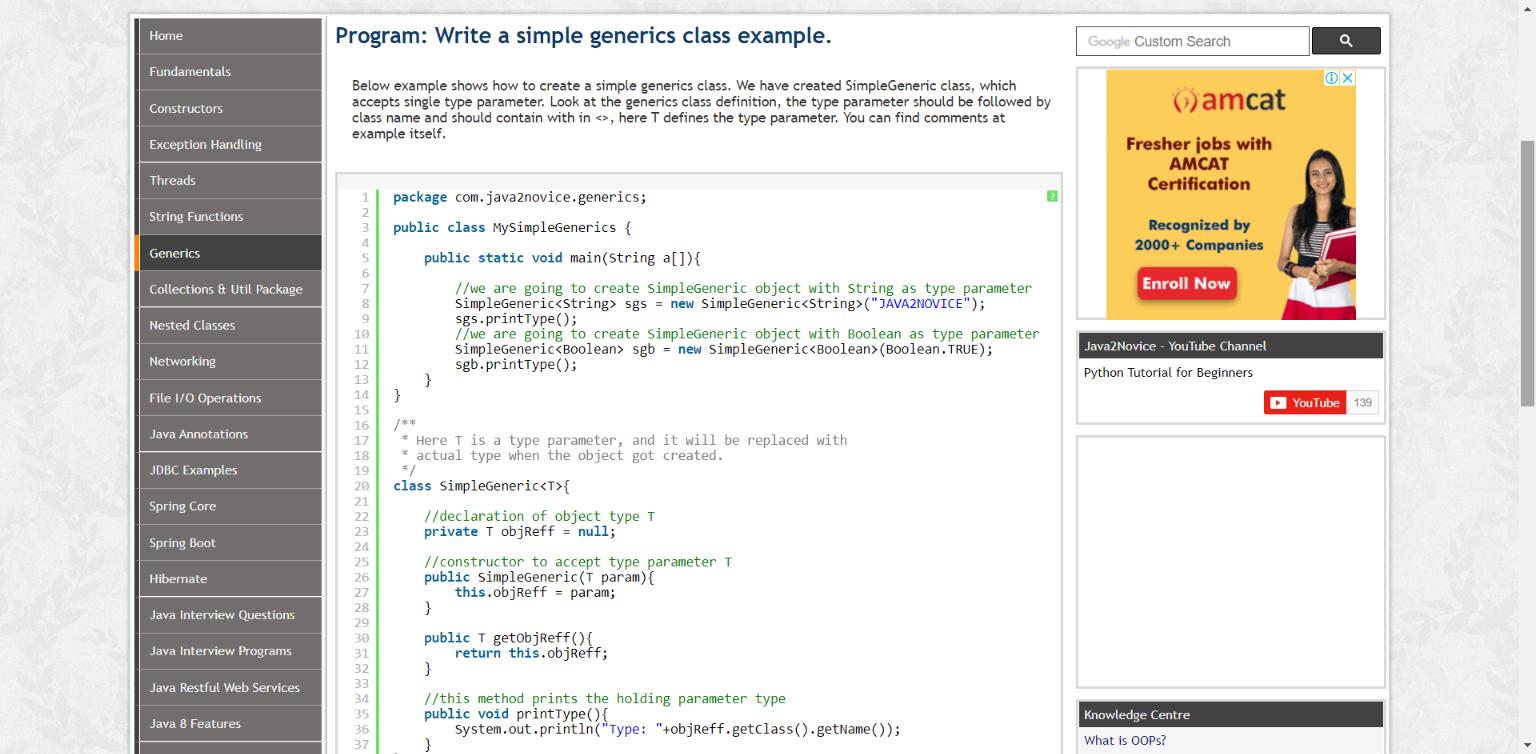 Home
Fundamentals
Constructors
Exception Handling
Threads
String Functions
Generics
Collections & Util Package
Nested Classes
Networking
File I/O Operations
Java Annotations
JDBC Examples
Spring Core
Spring Boot
Hibernate
Java Interview Questions
Java Interview Programs
Java Restful Web Services
Java 8 Features
Program: Write a simple generics class example.
Below example shows how to create a simple generics class. We have created SimpleGeneric class, which
accepts single type parameter. Look at the generics class definition, the type parameter should be followed by
class name and should contain with in <>, here T defines the type parameter. You can find comments at
example itself.
?
1 package com.java2novice.generics;
2
3 public class MySimpleGenerics {
4
5     public static void main(String a[]){
6
7         //we are going to create SimpleGeneric object with String as type parameter
8         SimpleGeneric<String> sgs = new SimpleGeneric<String>("JAVA2NOVICE");
9         sgs.printType();
10         //we are going to create SimpleGeneric object with Boolean as type parameter
11         SimpleGeneric<Boolean> sgb = new SimpleGeneric<Boolean>(Boolean.TRUE);
12         sgb.printType();
13     }
14 }
15
16 /**
17  * Here T is a type parameter, and it will be replaced with
18  * actual type when the object got created.
19  */
20 class SimpleGeneric<T>{
21
22     //declaration of object type T
23     private T objReff = null;
24
25     //constructor to accept type parameter T
26     public SimpleGeneric(T param){
27         this.objReff = param;
28     }
29
30     public T getObjReff(){
31         return this.objReff;
32     }
33
34     //this method prints the holding parameter type
35     public void printType(){
36         System.out.println("Type: "+objReff.getClass().getName());
37     }
Google Custom Search
amcat
Fresher jobs with
AMCAT
Certification
Recognized by
2000+ Companies
Enroll Now
Java2Novice - YouTube Channel
Python Tutorial for Beginners
YouTube 139
Knowledge Centre
What is OOPs?